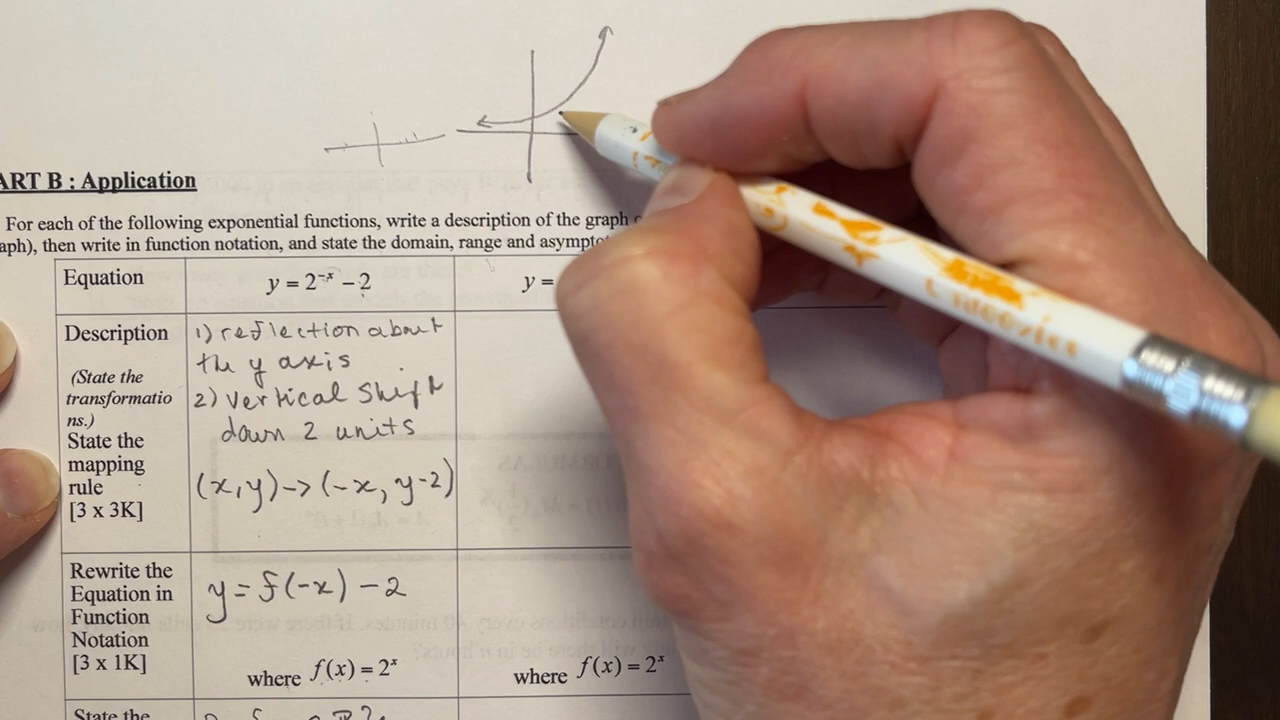 ART B : Application
For each of the following exponential functions, write a description of the graph
aph), then write in function notation, and state the domain, range and asympto
Equation
y = 2⁻ˣ − 2
y =
Description
(State the
transformatio
ns.)
State the
mapping
rule
[3 x 3K]
1) reflection about
the y axis
2) vertical shift
down 2 units
(x,y)->(-x, y-2)
Rewrite the
Equation in
Function
Notation
[3 x 1K]
y = f(-x) - 2
where f(x) = 2ˣ
where f(x) = 2ˣ
State the